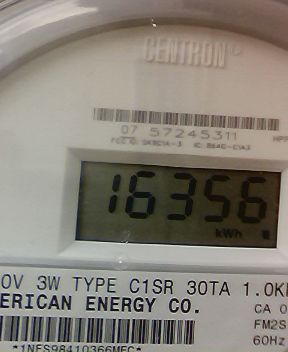 CENTRON
07 57245311
16356
kWh
0V 3W TYPE C1SR 30TA 1.0K
ERICAN ENERGY CO.
CA 0
FM2S
60Hz
*1NFS98410366MEC*